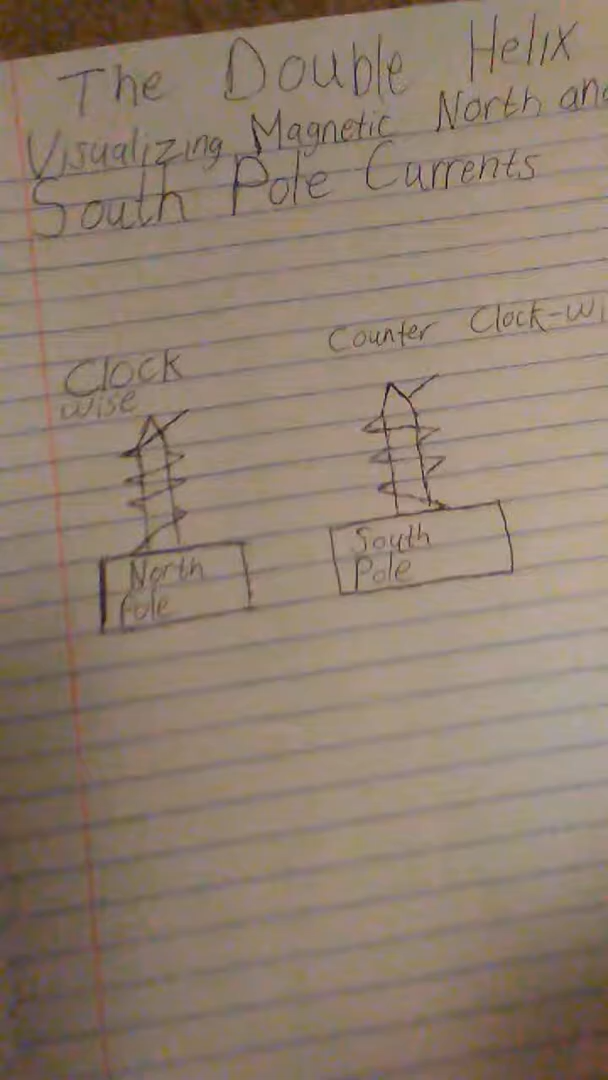 The Double Helix
Visualizing Magnetic North and
South Pole Currents
Counter Clock-wi
Clock
wise
North
Pole
South
Pole